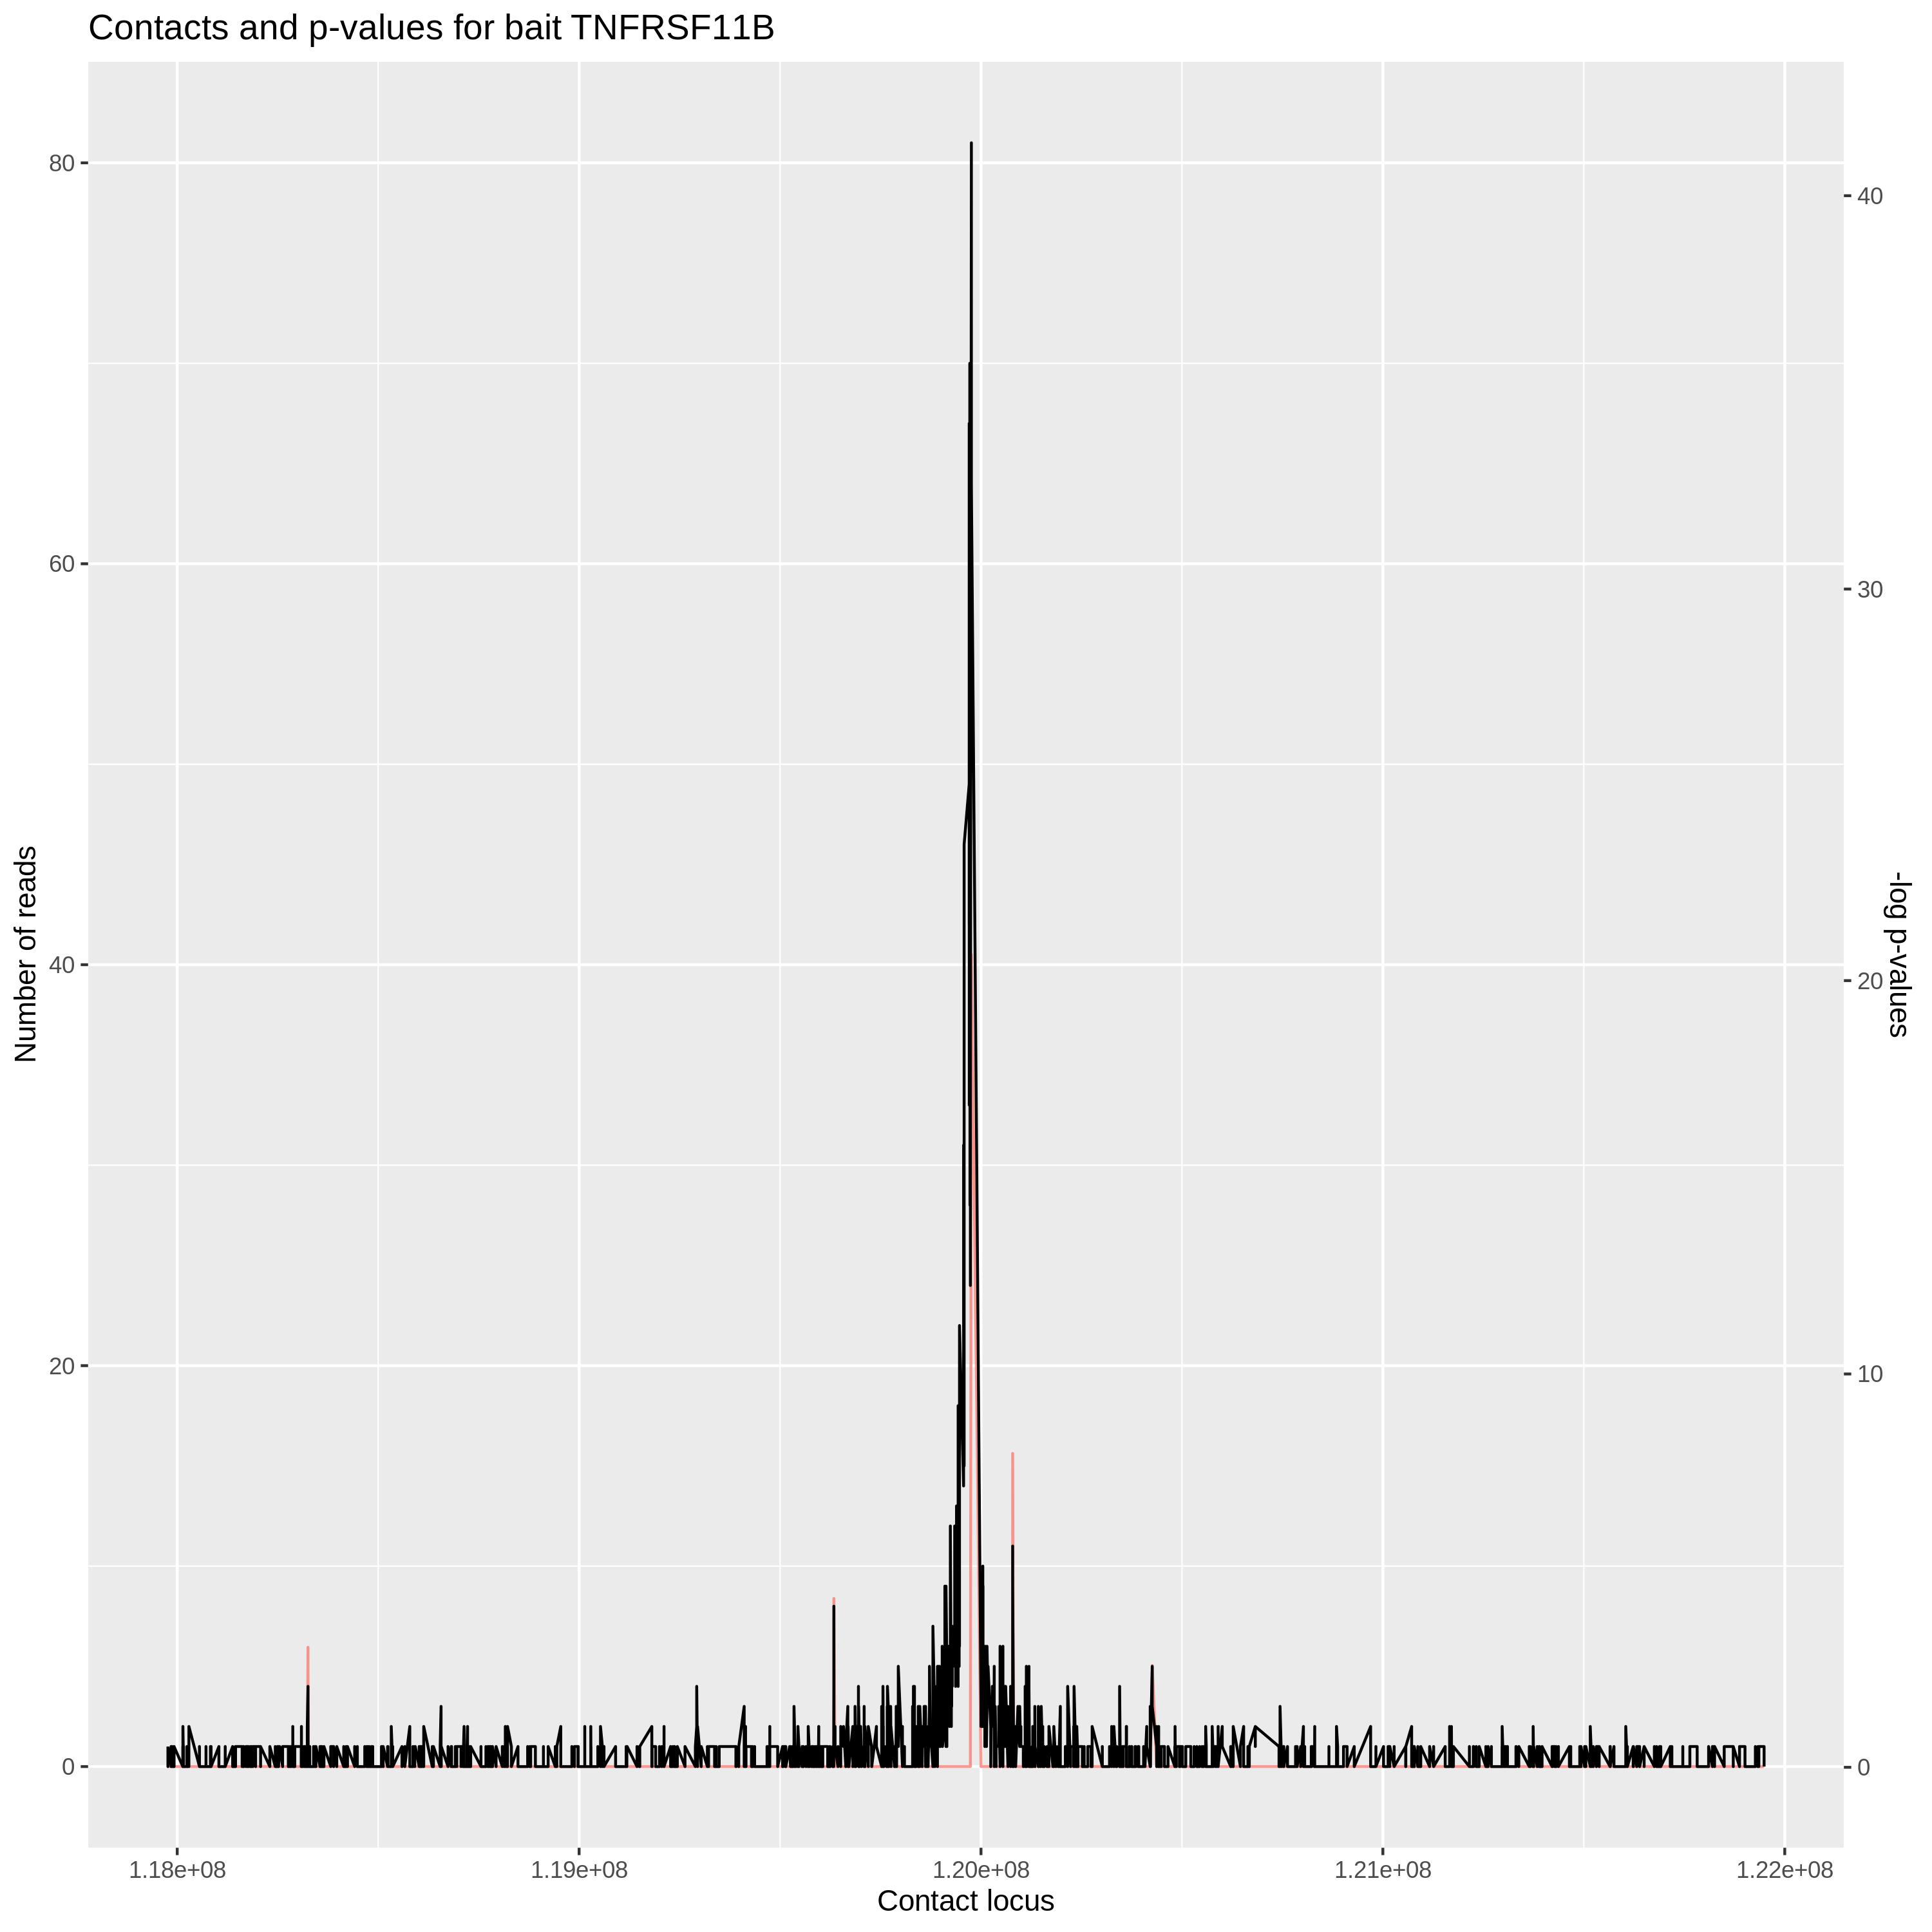 Contacts and p-values for bait TNFRSF11B
80
60
40
20
0
Number of reads
40
30
20
10
0
-log p-values
1.18e+08
1.19e+08
1.20e+08
1.21e+08
1.22e+08
Contact locus